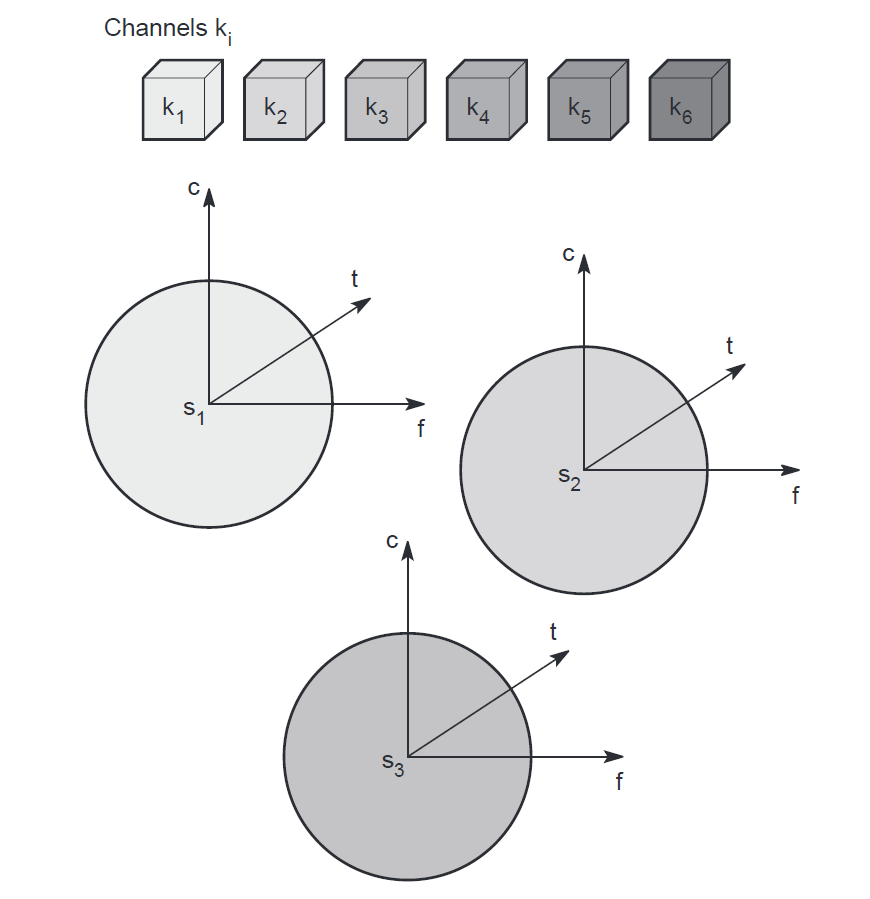 Channels kᵢ
k₁ k₂ k₃ k₄ k₅ k₆
c
t
s₁
f
c
t
s₂
f
c
t
s₃
f